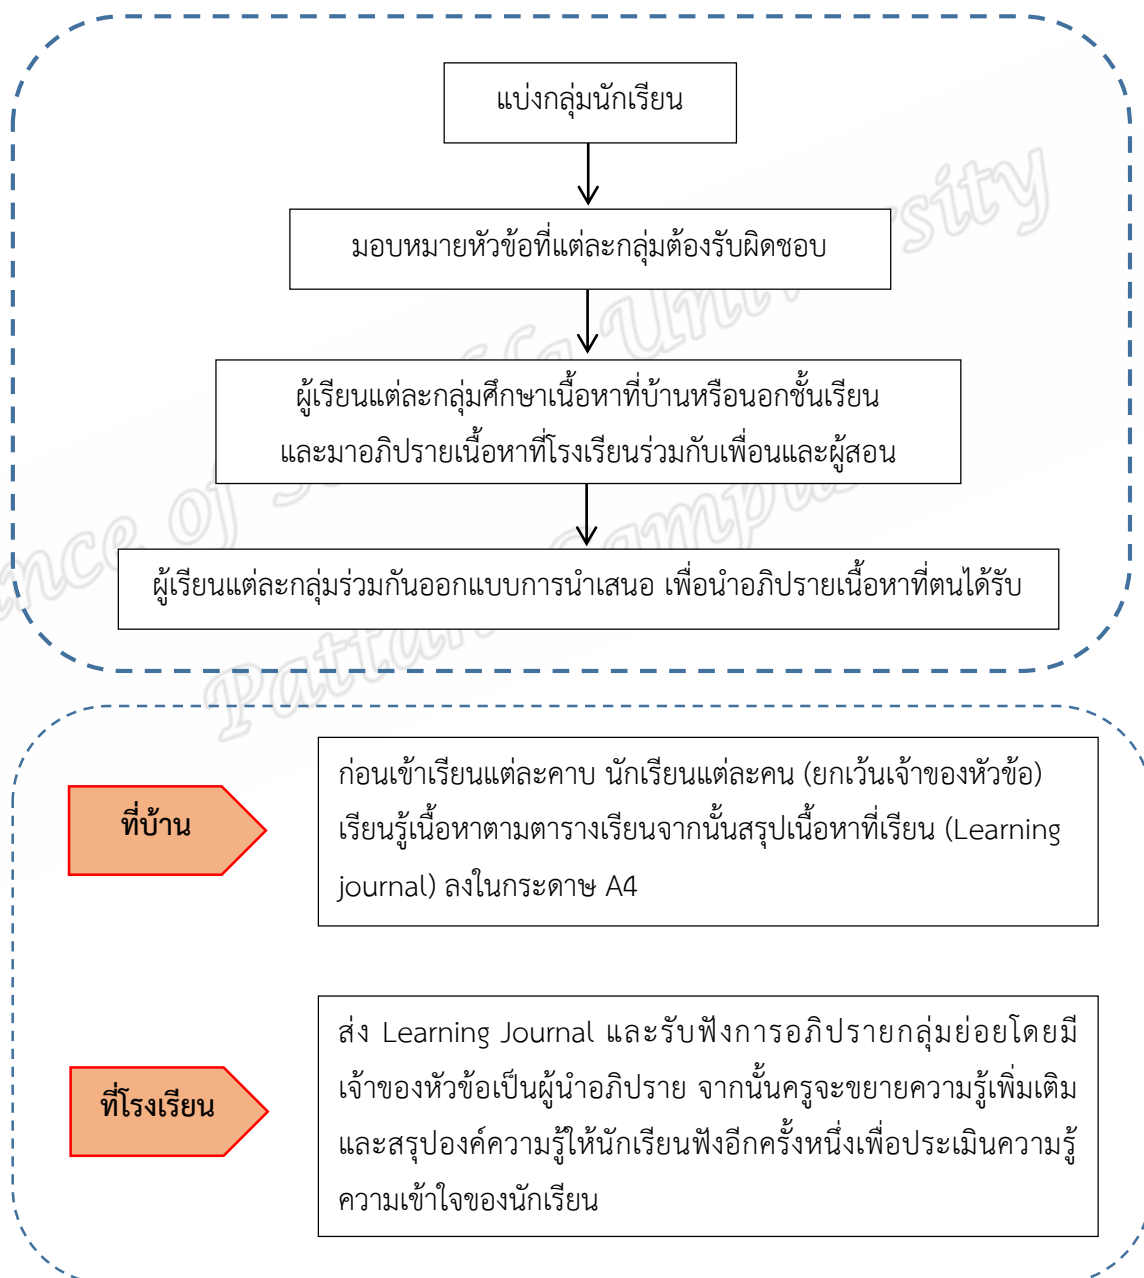 แบ่งกลุ่มนักเรียน
มอบหมายหัวข้อที่แต่ละกลุ่มต้องรับผิดชอบ
ผู้เรียนแต่ละกลุ่มศึกษาเนื้อหาที่บ้านหรือนอกชั้นเรียน
และมาอภิปรายเนื้อหาที่โรงเรียนร่วมกับเพื่อนและผู้สอน
ผู้เรียนแต่ละกลุ่มร่วมกันออกแบบการนำเสนอ เพื่อนำอภิปรายเนื้อหาที่ตนได้รับ
ที่บ้าน
ก่อนเข้าเรียนแต่ละคาบ นักเรียนแต่ละคน (ยกเว้นเจ้าของหัวข้อ)
เรียนรู้เนื้อหาตามตารางเรียนจากนั้นสรุปเนื้อหาที่เรียน (Learning
journal) ลงในกระดาษ A4
ที่โรงเรียน
ส่ง Learning Journal และรับฟังการอภิปรายกลุ่มย่อยโดยมี
เจ้าของหัวข้อเป็นผู้นำอภิปราย จากนั้นครูจะขยายความรู้เพิ่มเติม
และสรุปองค์ความรู้ให้นักเรียนฟังอีกครั้งหนึ่งเพื่อประเมินความรู้
ความเข้าใจของนักเรียน